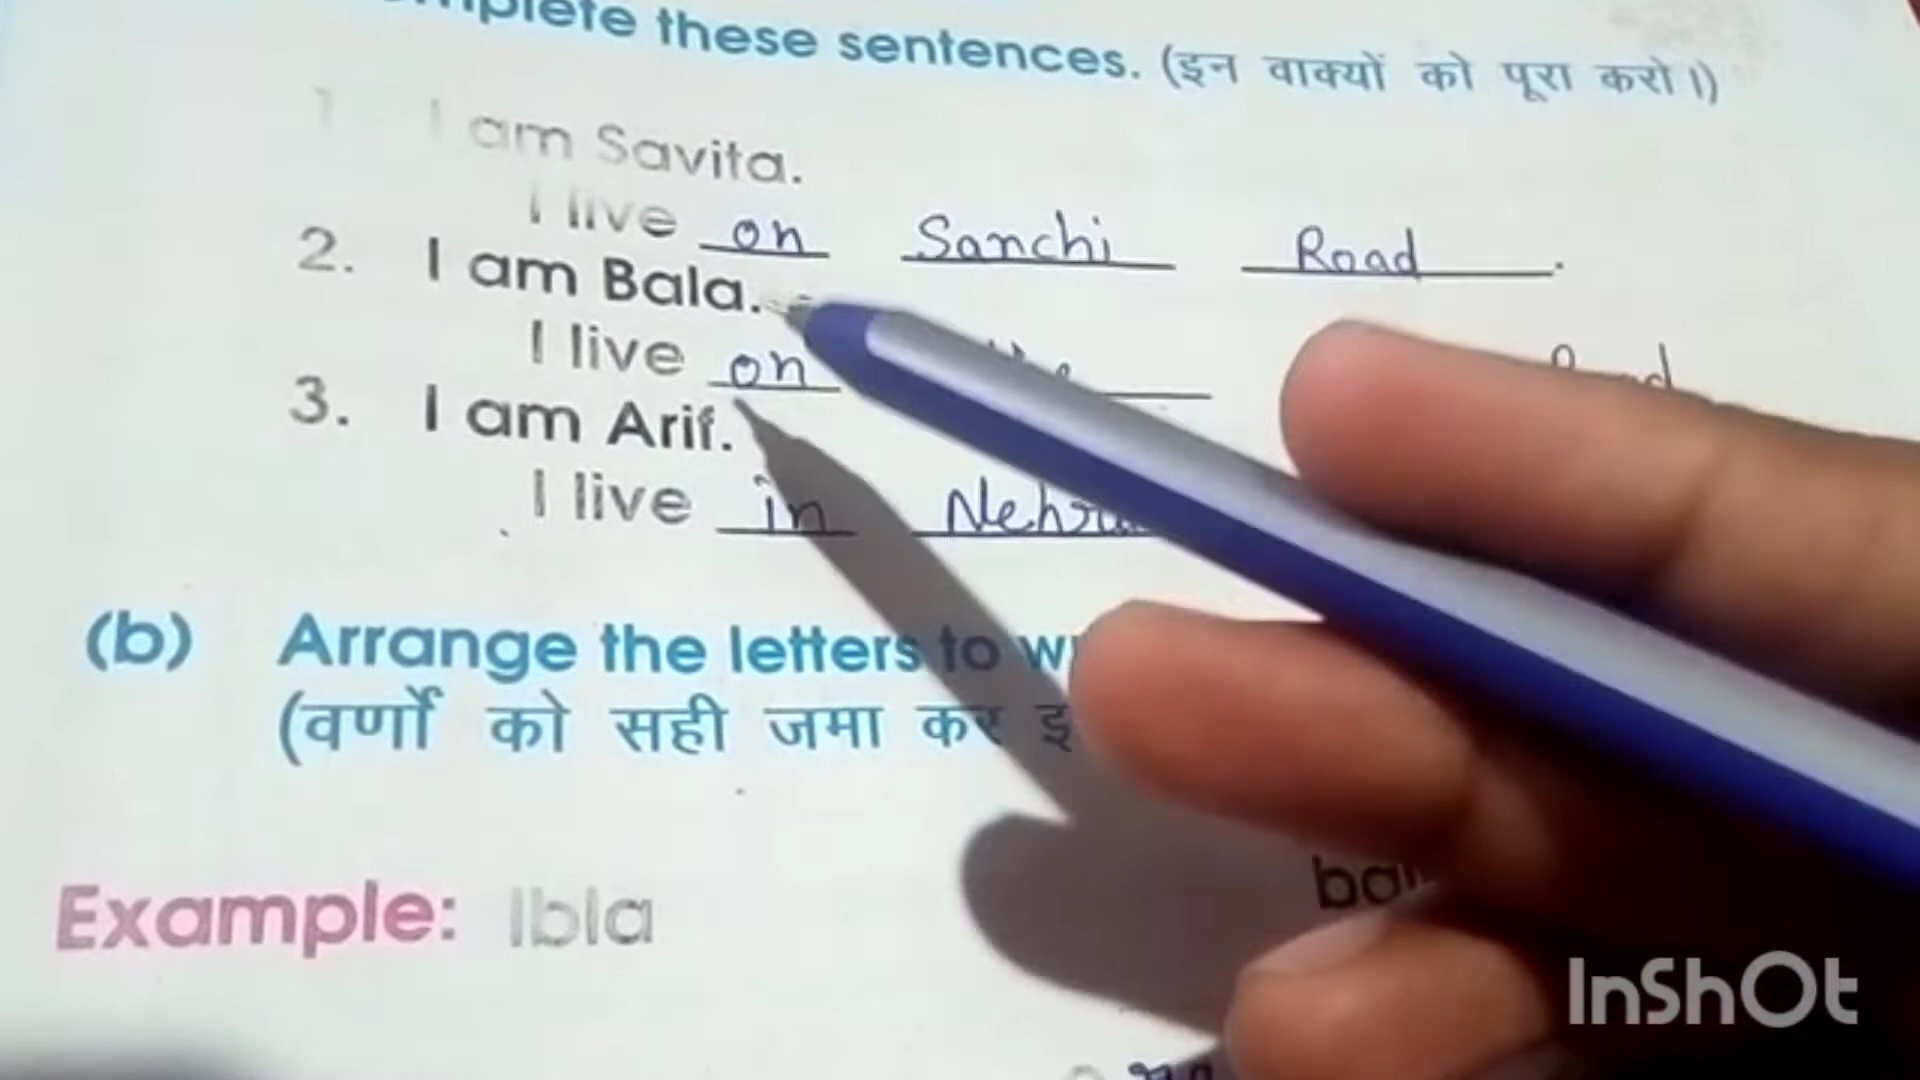 these sentences. (इन वाक्यों को पूरा करो।)
1 I am Savita.
I live on Sanchi Road.
2. I am Bala.
I live on
3. I am Arif.
I live in
(b) Arrange the letters to
(वर्णों को सही जमा कर
Example: lbla
InShOt